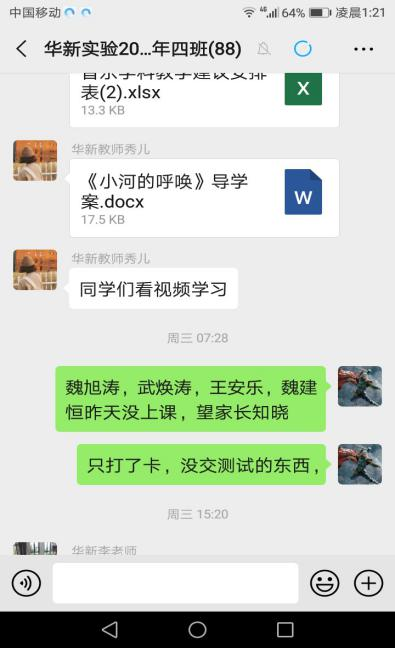 中国移动 4G 64% 凌晨1:21
华新实验20...年四班(88)
音乐学科教学建议安排
表(2).xlsx
X
13.3 KB
华新教师秀儿
《小河的呼唤》导学
案.docx
W
17.5 KB
华新教师秀儿
同学们看视频学习
周三 07:28
魏旭涛，武焕涛，王安乐，魏建
恒昨天没上课，望家长知晓
只打了卡，没交测试的东西，
周三 15:20
华新李老师